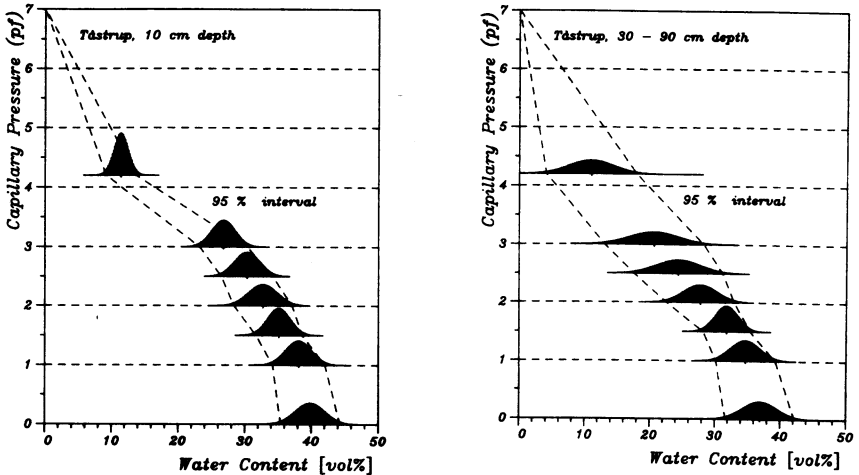 Capillary Pressure (pf)
7
6
5
4
3
2
1
0
Tåstrup, 10 cm depth
95 % interval
0 10 20 30 40 50
Water Content [vol%]
Capillary Pressure (pf)
7
6
5
4
3
2
1
0
Tåstrup, 30 - 90 cm depth
95 % interval
0 10 20 30 40 50
Water Content [vol%]